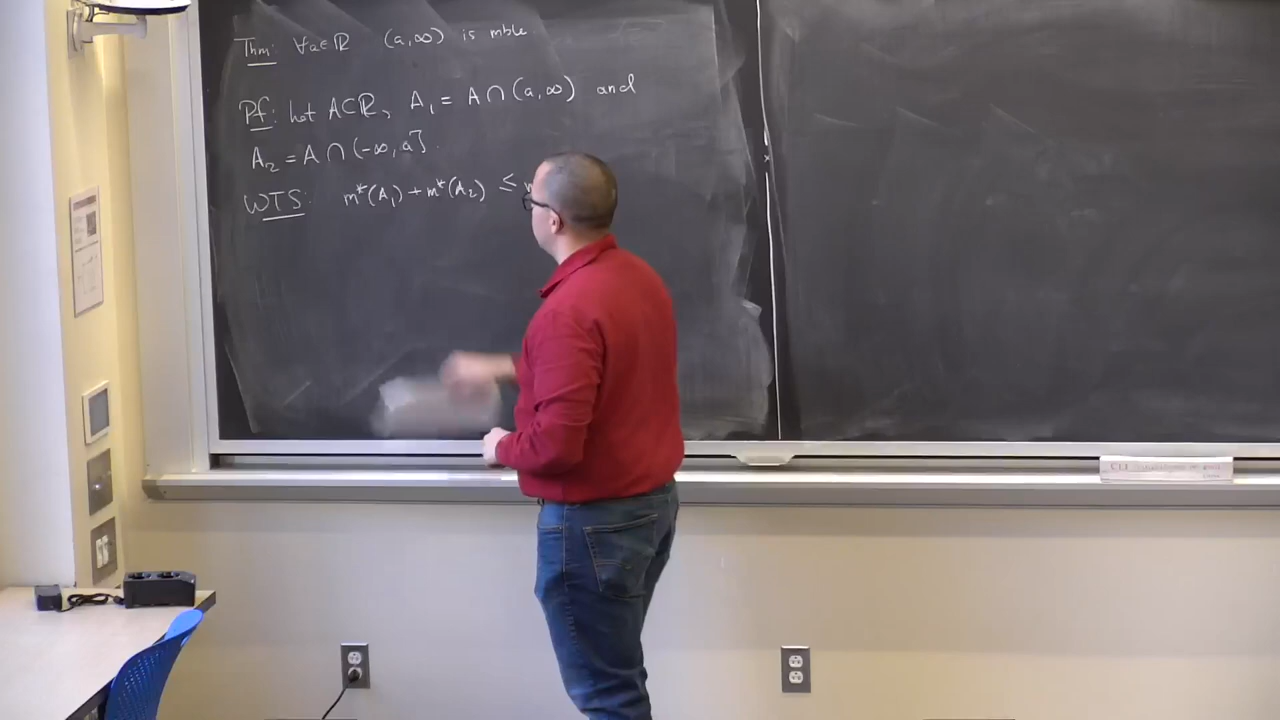 Thm: ∀a∈ℝ (a,∞) is mble
Pf: Let A⊂ℝ, A₁ = A∩(a,∞) and
A₂ = A∩(-∞,a].
WTS: m*(A₁) + m*(A₂) ≤